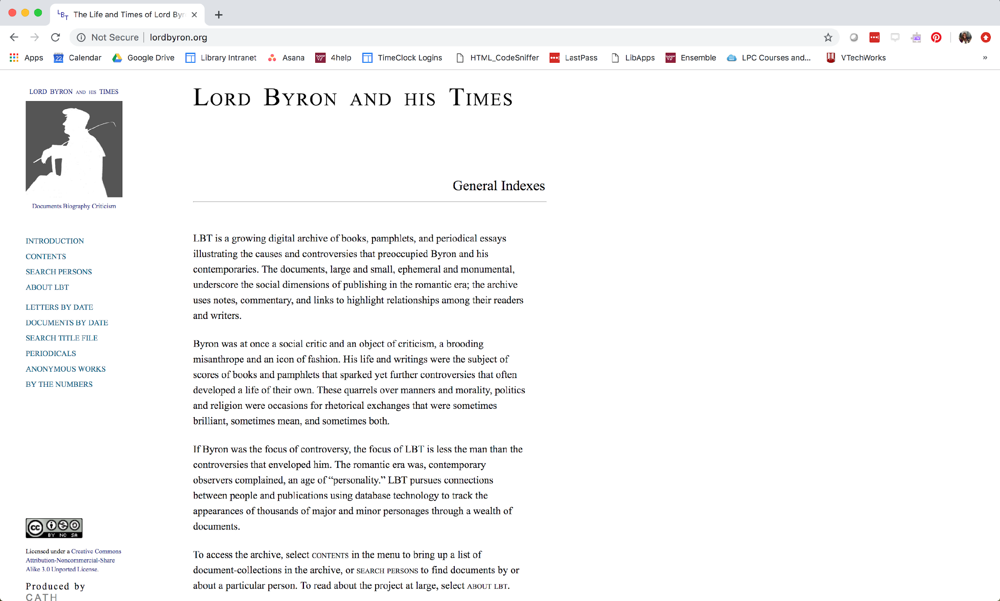 LBT The Life and Times of Lord Byr
Not Secure lordbyron.org
Apps 22 Calendar Google Drive Library Intranet Asana VT 4help TimeClock Logins HTML_CodeSniffer LastPass LibApps VT Ensemble LPC Courses and... VTechWorks »
LORD BYRON AND HIS TIMES
Documents Biography Criticism
INTRODUCTION
CONTENTS
SEARCH PERSONS
ABOUT LBT
LETTERS BY DATE
DOCUMENTS BY DATE
SEARCH TITLE FILE
PERIODICALS
ANONYMOUS WORKS
BY THE NUMBERS
cc BY NC SA
Licensed under a Creative Commons
Attribution-Noncommercial-Share
Alike 3.0 Unported License.
Produced by
CATH
LORD BYRON AND HIS TIMES
General Indexes
LBT is a growing digital archive of books, pamphlets, and periodical essays
illustrating the causes and controversies that preoccupied Byron and his
contemporaries. The documents, large and small, ephemeral and monumental,
underscore the social dimensions of publishing in the romantic era; the archive
uses notes, commentary, and links to highlight relationships among their readers
and writers.
Byron was at once a social critic and an object of criticism, a brooding
misanthrope and an icon of fashion. His life and writings were the subject of
scores of books and pamphlets that sparked yet further controversies that often
developed a life of their own. These quarrels over manners and morality, politics
and religion were occasions for rhetorical exchanges that were sometimes
brilliant, sometimes mean, and sometimes both.
If Byron was the focus of controversy, the focus of LBT is less the man than the
controversies that enveloped him. The romantic era was, contemporary
observers complained, an age of “personality.” LBT pursues connections
between people and publications using database technology to track the
appearances of thousands of major and minor personages through a wealth of
documents.
To access the archive, select CONTENTS in the menu to bring up a list of
document-collections in the archive, or SEARCH PERSONS to find documents by or
about a particular person. To read about the project at large, select ABOUT LBT.